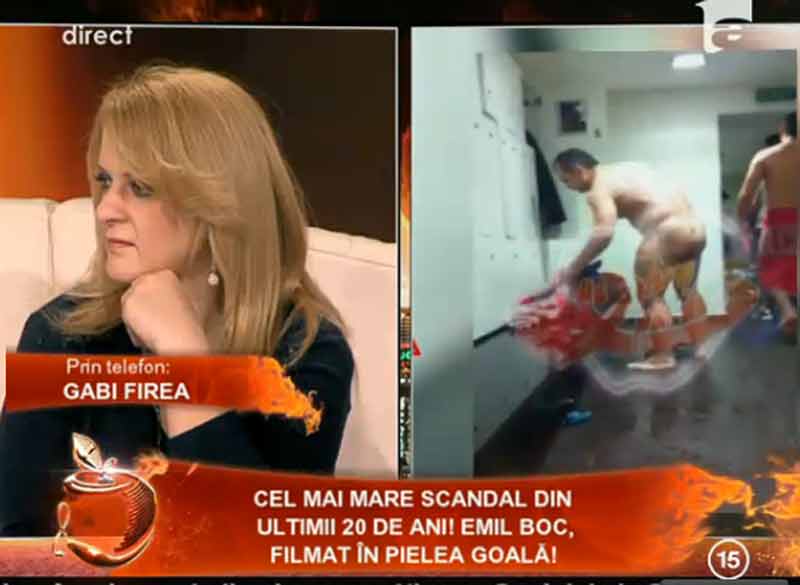 direct
Prin telefon:
GABI FIREA
CEL MAI MARE SCANDAL DIN
ULTIMII 20 DE ANI! EMIL BOC,
FILMAT ÎN PIELEA GOALĂ!
15